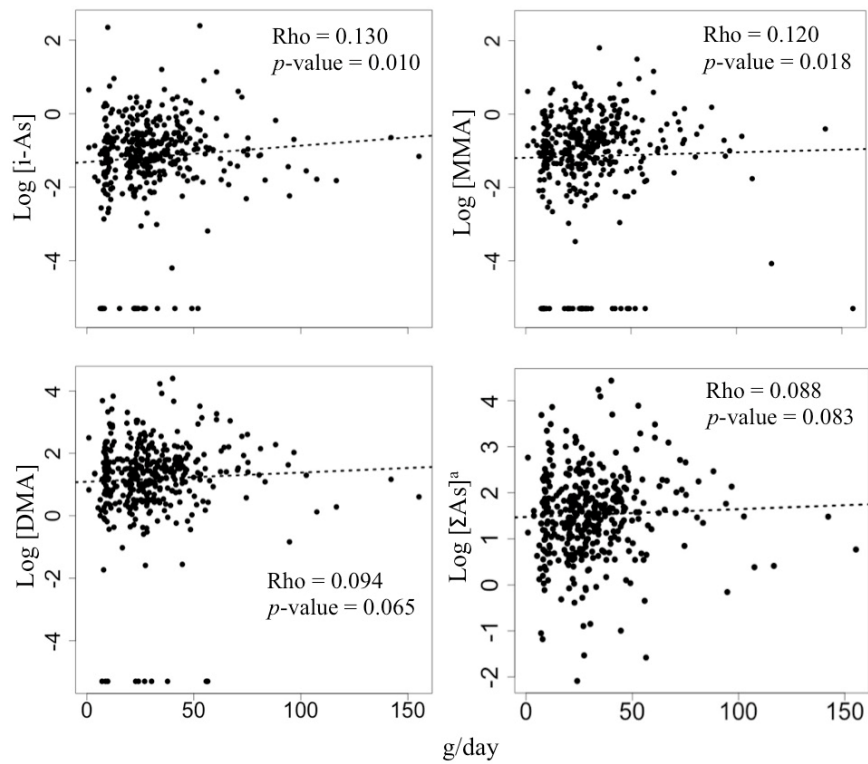 Rho = 0.130
p-value = 0.010
Log [i-As]
2
0
-2
-4
Rho = 0.120
p-value = 0.018
Log [MMA]
2
0
-2
-4
Rho = 0.094
p-value = 0.065
Log [DMA]
4
2
0
-2
-4
0
50
100
150
Rho = 0.088
p-value = 0.083
Log [ΣAs]ᵃ
4
3
2
1
0
-1
-2
0
50
100
150
g/day